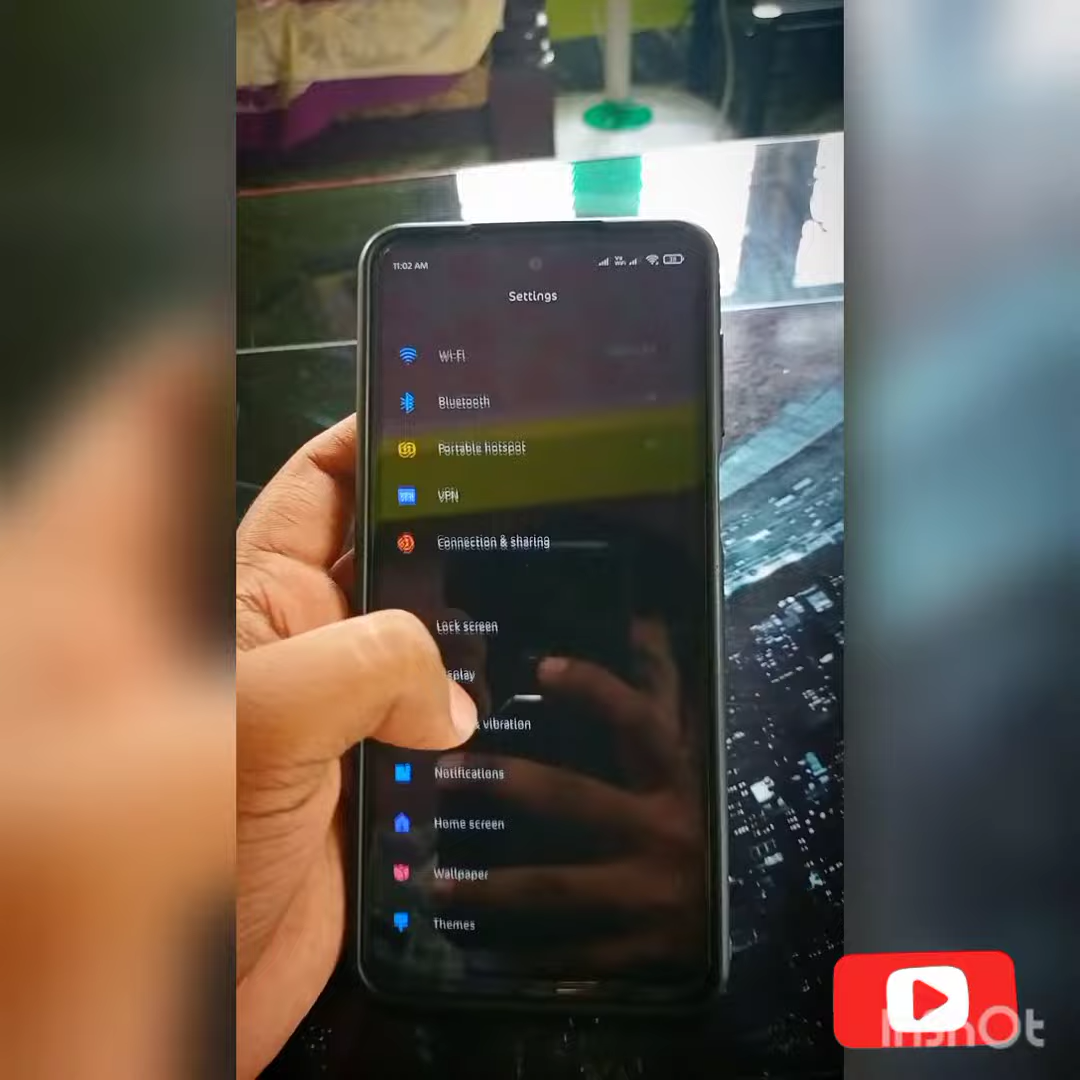 11:02 AM
Settings
Wi-Fi
Bluetooth
Portable hotspot
VPN
Connection & sharing
Lock screen
splay
& vibration
Notifications
Home screen
Wallpaper
Themes
InShOt